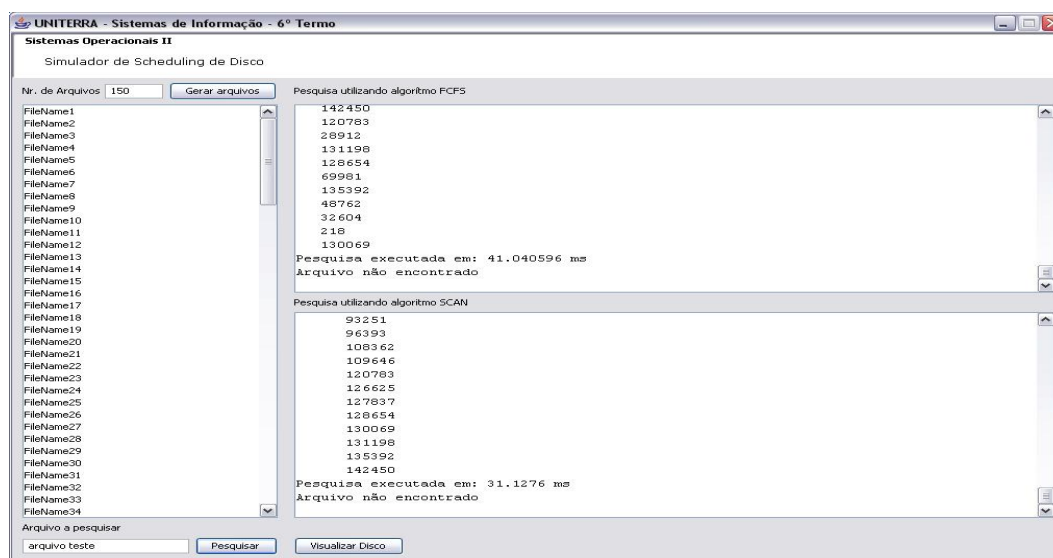 UNITERRA - Sistemas de Informação - 6º Termo
Sistemas Operacionais II
Simulador de Scheduling de Disco
Nr. de Arquivos 150 Gerar arquivos
FileName1
FileName2
FileName3
FileName4
FileName5
FileName6
FileName7
FileName8
FileName9
FileName10
FileName11
FileName12
FileName13
FileName14
FileName15
FileName16
FileName17
FileName18
FileName19
FileName20
FileName21
FileName22
FileName23
FileName24
FileName25
FileName26
FileName27
FileName28
FileName29
FileName30
FileName31
FileName32
FileName33
FileName34
Arquivo a pesquisar
arquivo teste Pesquisar
Pesquisa utilizando algorítmo FCFS
142450
120783
28912
131198
128654
69981
135392
48762
32604
218
130069
Pesquisa executada em: 41.040596 ms
Arquivo não encontrado
Pesquisa utilizando algoritmo SCAN
93251
96393
108362
109646
120783
126625
127837
128654
130069
131198
135392
142450
Pesquisa executada em: 31.1276 ms
Arquivo não encontrado
Visualizar Disco